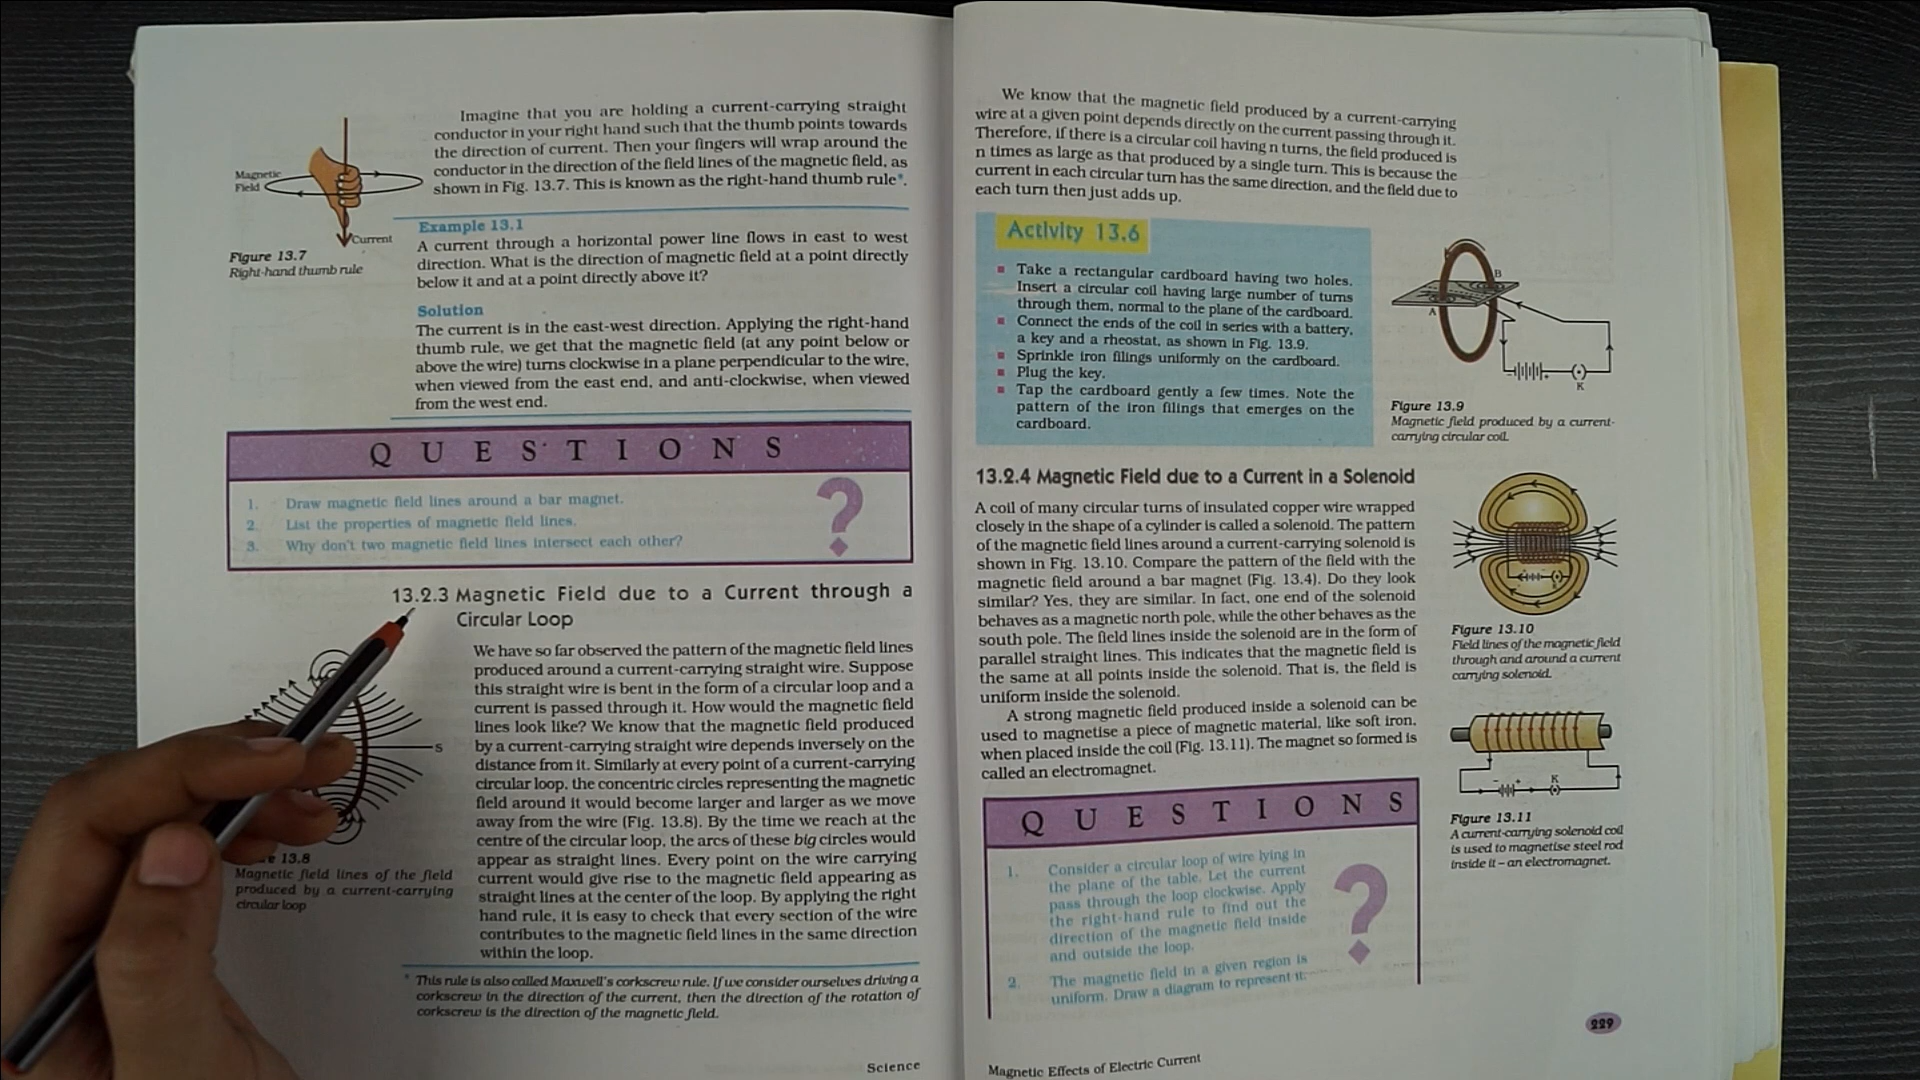 Imagine that you are holding a current-carrying straight
conductor in your right hand such that the thumb points towards
the direction of current. Then your fingers will wrap around the
conductor in the direction of the field lines of the magnetic field, as
shown in Fig. 13.7. This is known as the right-hand thumb rule*.
Magnetic
Field
Current
Figure 13.7
Right-hand thumb rule
Example 13.1
A current through a horizontal power line flows in east to west
direction. What is the direction of magnetic field at a point directly
below it and at a point directly above it?
Solution
The current is in the east-west direction. Applying the right-hand
thumb rule, we get that the magnetic field (at any point below or
above the wire) turns clockwise in a plane perpendicular to the wire,
when viewed from the east end, and anti-clockwise, when viewed
from the west end.
QUESTIONS
1. Draw magnetic field lines around a bar magnet.
2. List the properties of magnetic field lines.
3. Why don't two magnetic field lines intersect each other?
?
13.2.3 Magnetic Field due to a Current through a
Circular Loop
We have so far observed the pattern of the magnetic field lines
produced around a current-carrying straight wire. Suppose
this straight wire is bent in the form of a circular loop and a
current is passed through it. How would the magnetic field
lines look like? We know that the magnetic field produced
by a current-carrying straight wire depends inversely on the
distance from it. Similarly at every point of a current-carrying
circular loop, the concentric circles representing the magnetic
field around it would become larger and larger as we move
away from the wire (Fig. 13.8). By the time we reach at the
centre of the circular loop, the arcs of these big circles would
appear as straight lines. Every point on the wire carrying
current would give rise to the magnetic field appearing as
straight lines at the center of the loop. By applying the right
hand rule, it is easy to check that every section of the wire
contributes to the magnetic field lines in the same direction
within the loop.
S
13.8
Magnetic field lines of the field
produced by a current-carrying
circular loop
* This rule is also called Maxwell's corkscrew rule. If we consider ourselves driving a
corkscrew in the direction of the current, then the direction of the rotation of
corkscrew is the direction of the magnetic field.
Science
We know that the magnetic field produced by a current-carrying
wire at a given point depends directly on the current passing through it.
Therefore, if there is a circular coil having n turns, the field produced is
n times as large as that produced by a single turn. This is because the
current in each circular turn has the same direction, and the field due to
each turn then just adds up.
Activity 13.6
Take a rectangular cardboard having two holes.
Insert a circular coil having large number of turns
through them, normal to the plane of the cardboard.
Connect the ends of the coil in series with a battery,
a key and a rheostat, as shown in Fig. 13.9.
Sprinkle iron filings uniformly on the cardboard.
Plug the key.
Tap the cardboard gently a few times. Note the
pattern of the iron filings that emerges on the
cardboard.
B
A
- +
K
Figure 13.9
Magnetic field produced by a current-
carrying circular coil.
13.2.4 Magnetic Field due to a Current in a Solenoid
A coil of many circular turns of insulated copper wire wrapped
closely in the shape of a cylinder is called a solenoid. The pattern
of the magnetic field lines around a current-carrying solenoid is
shown in Fig. 13.10. Compare the pattern of the field with the
magnetic field around a bar magnet (Fig. 13.4). Do they look
similar? Yes, they are similar. In fact, one end of the solenoid
behaves as a magnetic north pole, while the other behaves as the
south pole. The field lines inside the solenoid are in the form of
parallel straight lines. This indicates that the magnetic field is
the same at all points inside the solenoid. That is, the field is
uniform inside the solenoid.
A strong magnetic field produced inside a solenoid can be
used to magnetise a piece of magnetic material, like soft iron,
when placed inside the coil (Fig. 13.11). The magnet so formed is
called an electromagnet.
Figure 13.10
Field lines of the magnetic field
through and around a current
carrying solenoid.
- +
K
Figure 13.11
A current-carrying solenoid coil
is used to magnetise steel rod
inside it – an electromagnet.
QUESTIONS
1. Consider a circular loop of wire lying in
the plane of the table. Let the current
pass through the loop clockwise. Apply
the right-hand rule to find out the
direction of the magnetic field inside
and outside the loop.
2. The magnetic field in a given region is
uniform. Draw a diagram to represent it.
?
229
Magnetic Effects of Electric Current